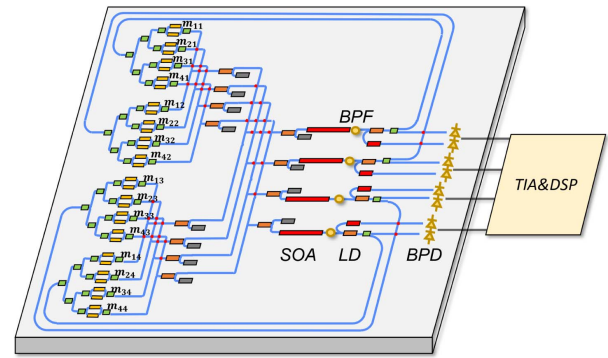 m₁₁
m₂₁
m₃₁
m₄₁
m₁₂
m₂₂
m₃₂
m₄₂
m₁₃
m₂₃
m₃₃
m₄₃
m₁₄
m₂₄
m₃₄
m₄₄
BPF
TIA&DSP
SOA LD BPD